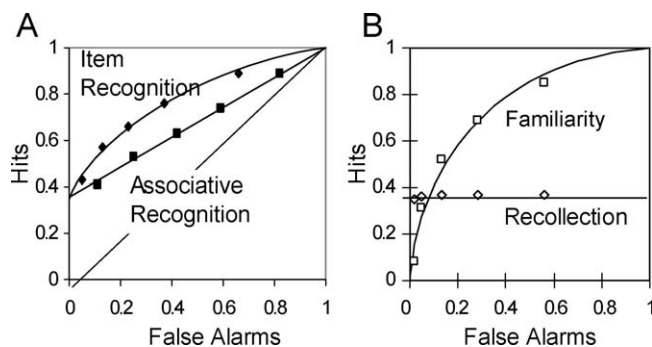 A
Item
Recognition
Associative
Recognition
Hits
1
0.8
0.6
0.4
0.2
0
0
0.2
0.4
0.6
0.8
1
False Alarms
B
Familiarity
Recollection
Hits
1
0.8
0.6
0.4
0.2
0
0
0.2
0.4
0.6
0.8
1
False Alarms